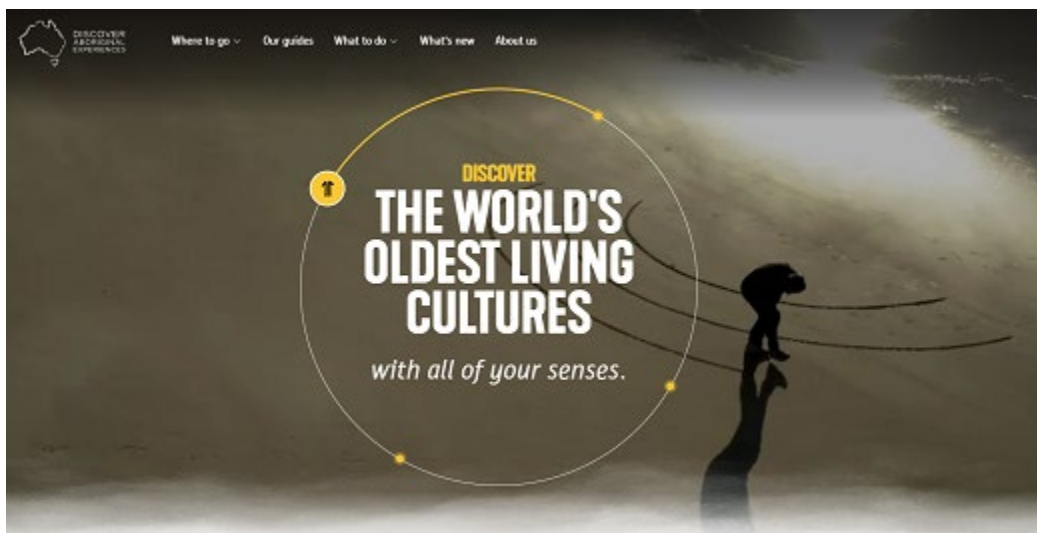 DISCOVER
ABORIGINAL
EXPERIENCES
Where to go
Our guides
What to do
What's new
About us
DISCOVER
THE WORLD'S
OLDEST LIVING
CULTURES
with all of your senses.